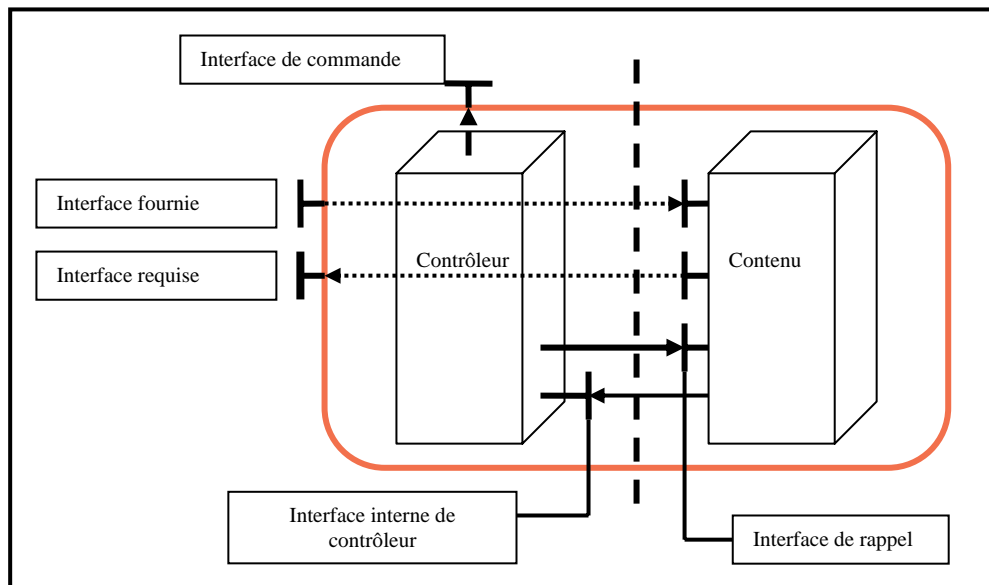 Interface de commande
Interface fournie
Interface requise
Contrôleur
Contenu
Interface interne de
contrôleur
Interface de rappel